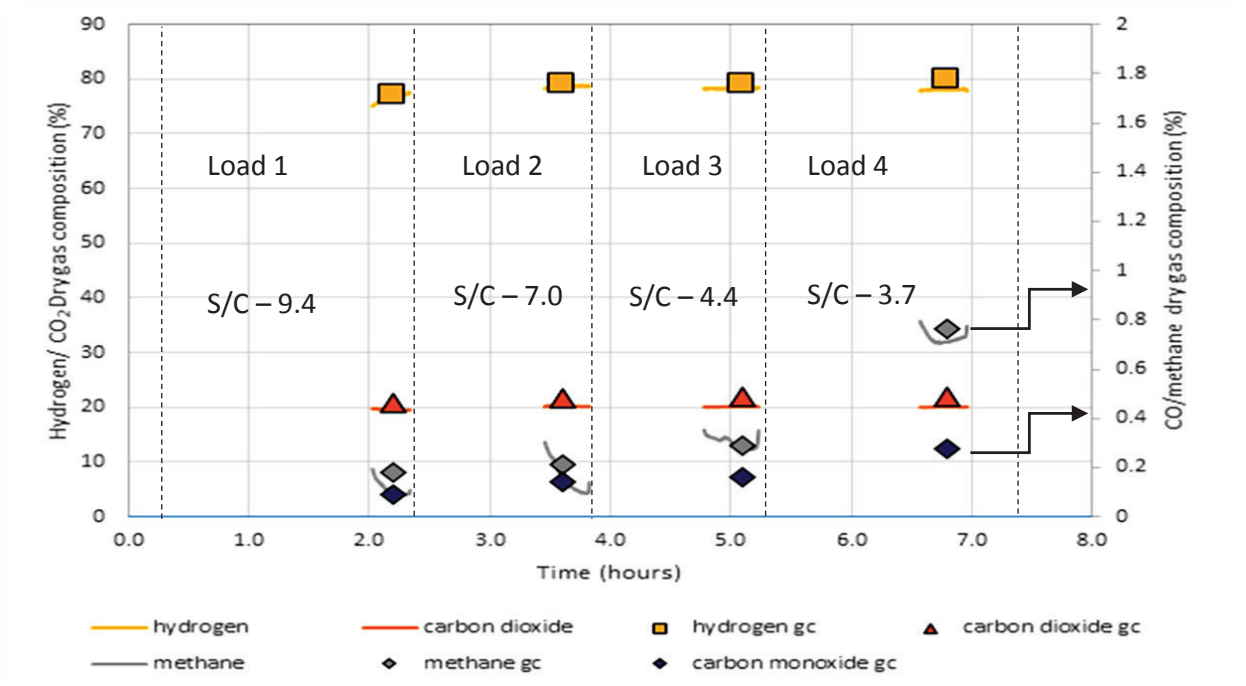 Hydrogen/ CO2 Drygas composition (%)
90
80
70
60
50
40
30
20
10
0
2
1.8
1.6
1.4
1.2
1
0.8
0.6
0.4
0.2
0
CO/methane dry gas composition (%)
Load 1
Load 2
Load 3
Load 4
S/C – 9.4
S/C – 7.0
S/C – 4.4
S/C – 3.7
0.0 1.0 2.0 3.0 4.0 5.0 6.0 7.0 8.0
Time (hours)
hydrogen carbon dioxide hydrogen gc carbon dioxide gc
methane methane gc carbon monoxide gc